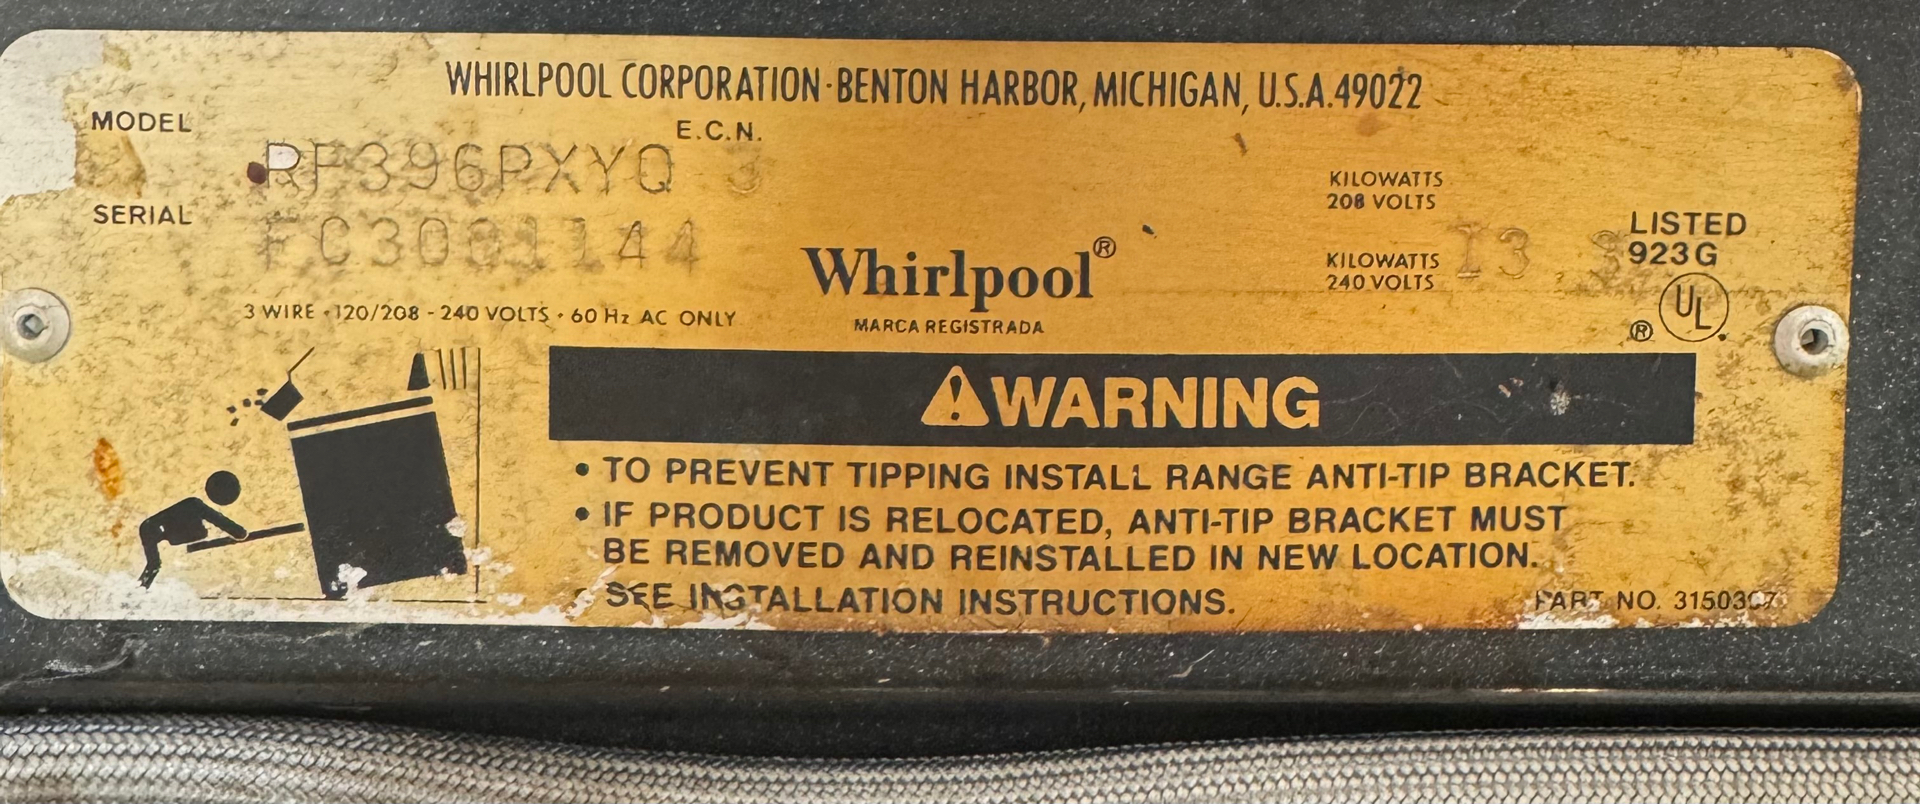 WHIRLPOOL CORPORATION·BENTON HARBOR, MICHIGAN, U.S.A. 49022
MODEL RF396PXYQ E.C.N. 3
SERIAL FC3081144
3 WIRE · 120/208 - 240 VOLTS · 60 Hz AC ONLY
Whirlpool®
MARCA REGISTRADA
KILOWATTS
208 VOLTS
KILOWATTS
240 VOLTS
13
LISTED
923G
UL ®
⚠WARNING
• TO PREVENT TIPPING INSTALL RANGE ANTI-TIP BRACKET.
• IF PRODUCT IS RELOCATED, ANTI-TIP BRACKET MUST
BE REMOVED AND REINSTALLED IN NEW LOCATION.
• SEE INSTALLATION INSTRUCTIONS.
PART NO.